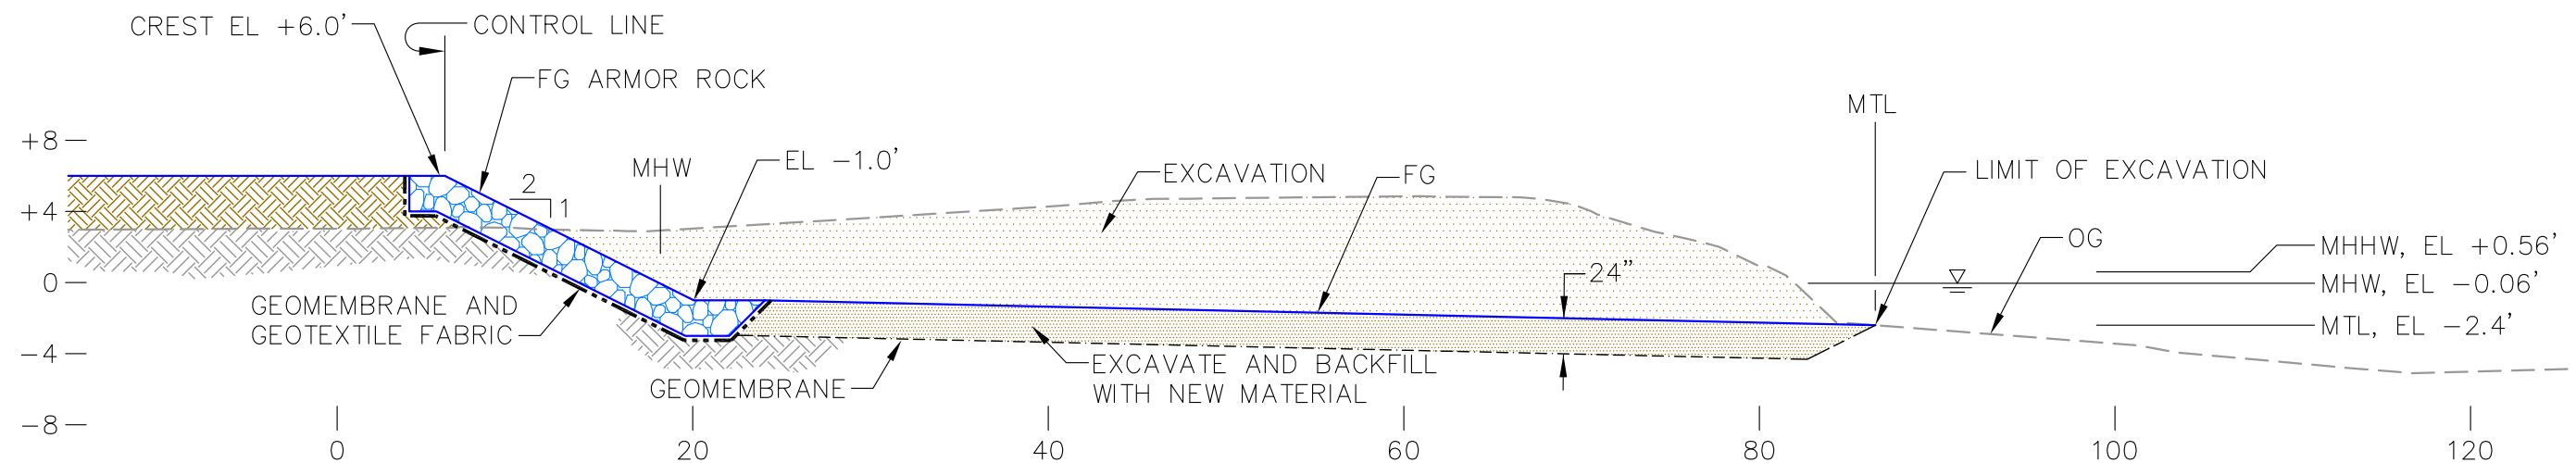 CREST EL +6.0'
CONTROL LINE
FG ARMOR ROCK
MTL
+8
MHW
EL -1.0'
EXCAVATION
FG
LIMIT OF EXCAVATION
2
1
+4
OG
MHHW, EL +0.56'
0
24"
MHW, EL -0.06'
GEOMEMBRANE AND
GEOTEXTILE FABRIC
MTL, EL -2.4'
-4
EXCAVATE AND BACKFILL
WITH NEW MATERIAL
GEOMEMBRANE
-8
0
20
40
60
80
100
120